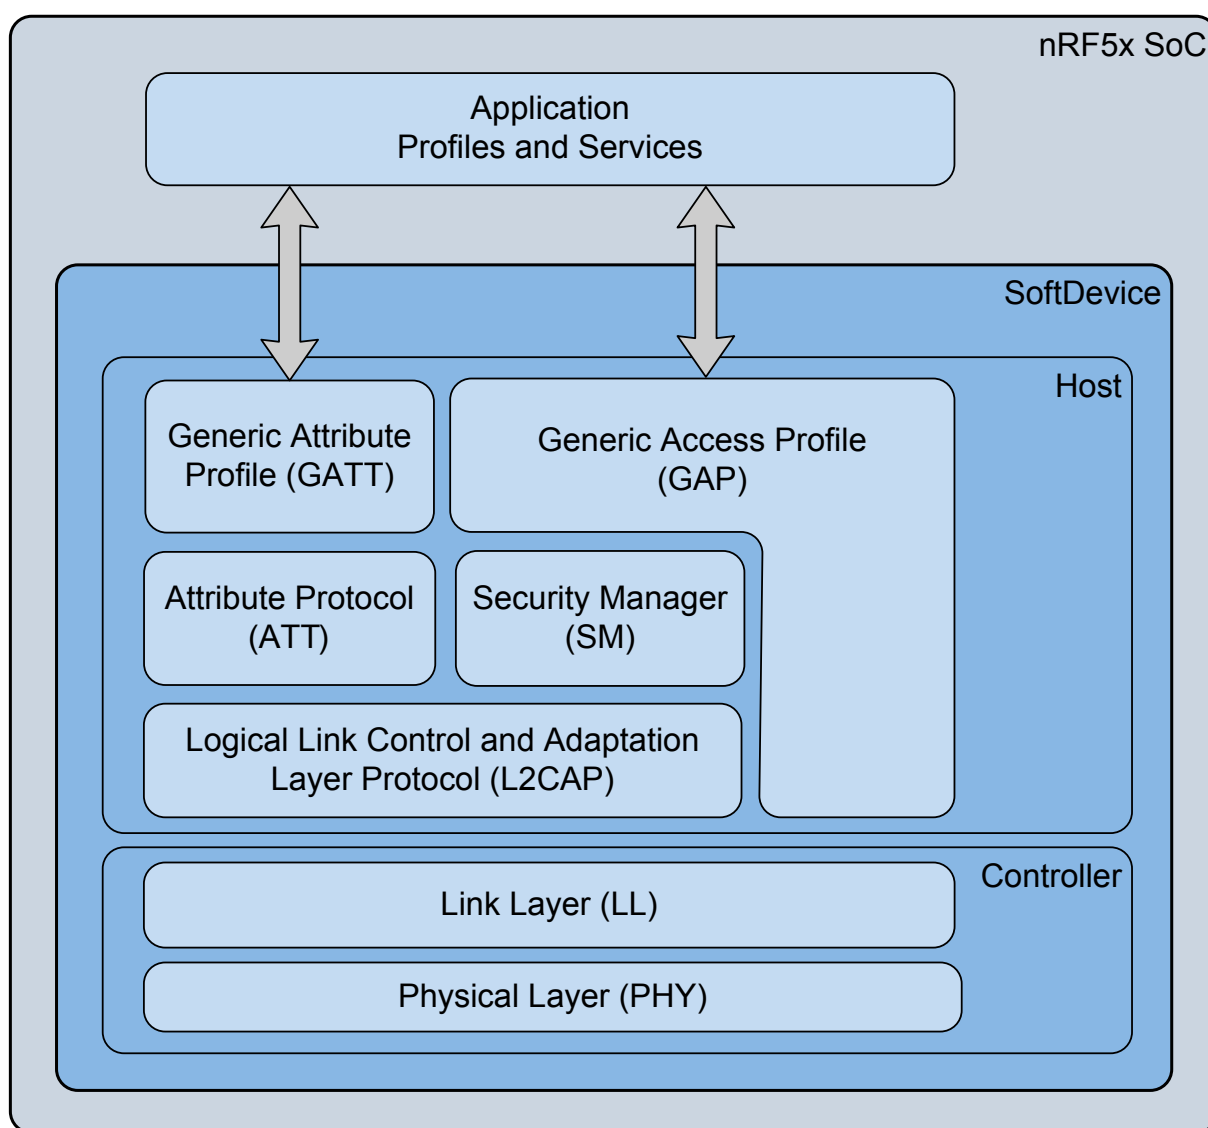 nRF5x SoC
Application
Profiles and Services
SoftDevice
Host
Generic Attribute
Profile (GATT)
Generic Access Profile
(GAP)
Attribute Protocol
(ATT)
Security Manager
(SM)
Logical Link Control and Adaptation
Layer Protocol (L2CAP)
Controller
Link Layer (LL)
Physical Layer (PHY)